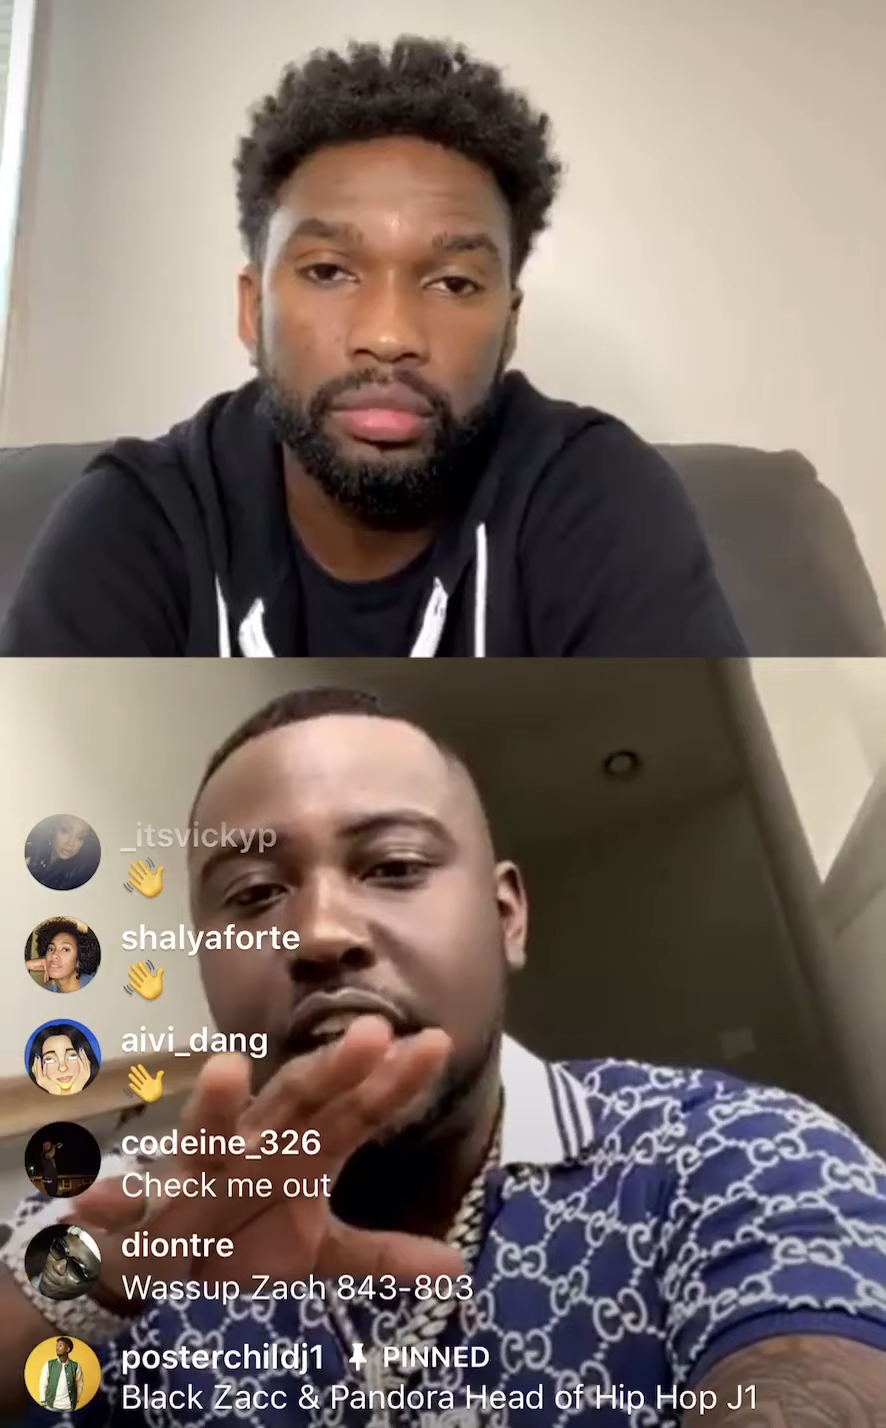 _itsvickyp
👋
shalyaforte
👋
aivi_dang
👋
codeine_326
Check me out
diontre
Wassup Zach 843-803
posterchildj1 📌 PINNED
Black Zacc & Pandora Head of Hip Hop J1